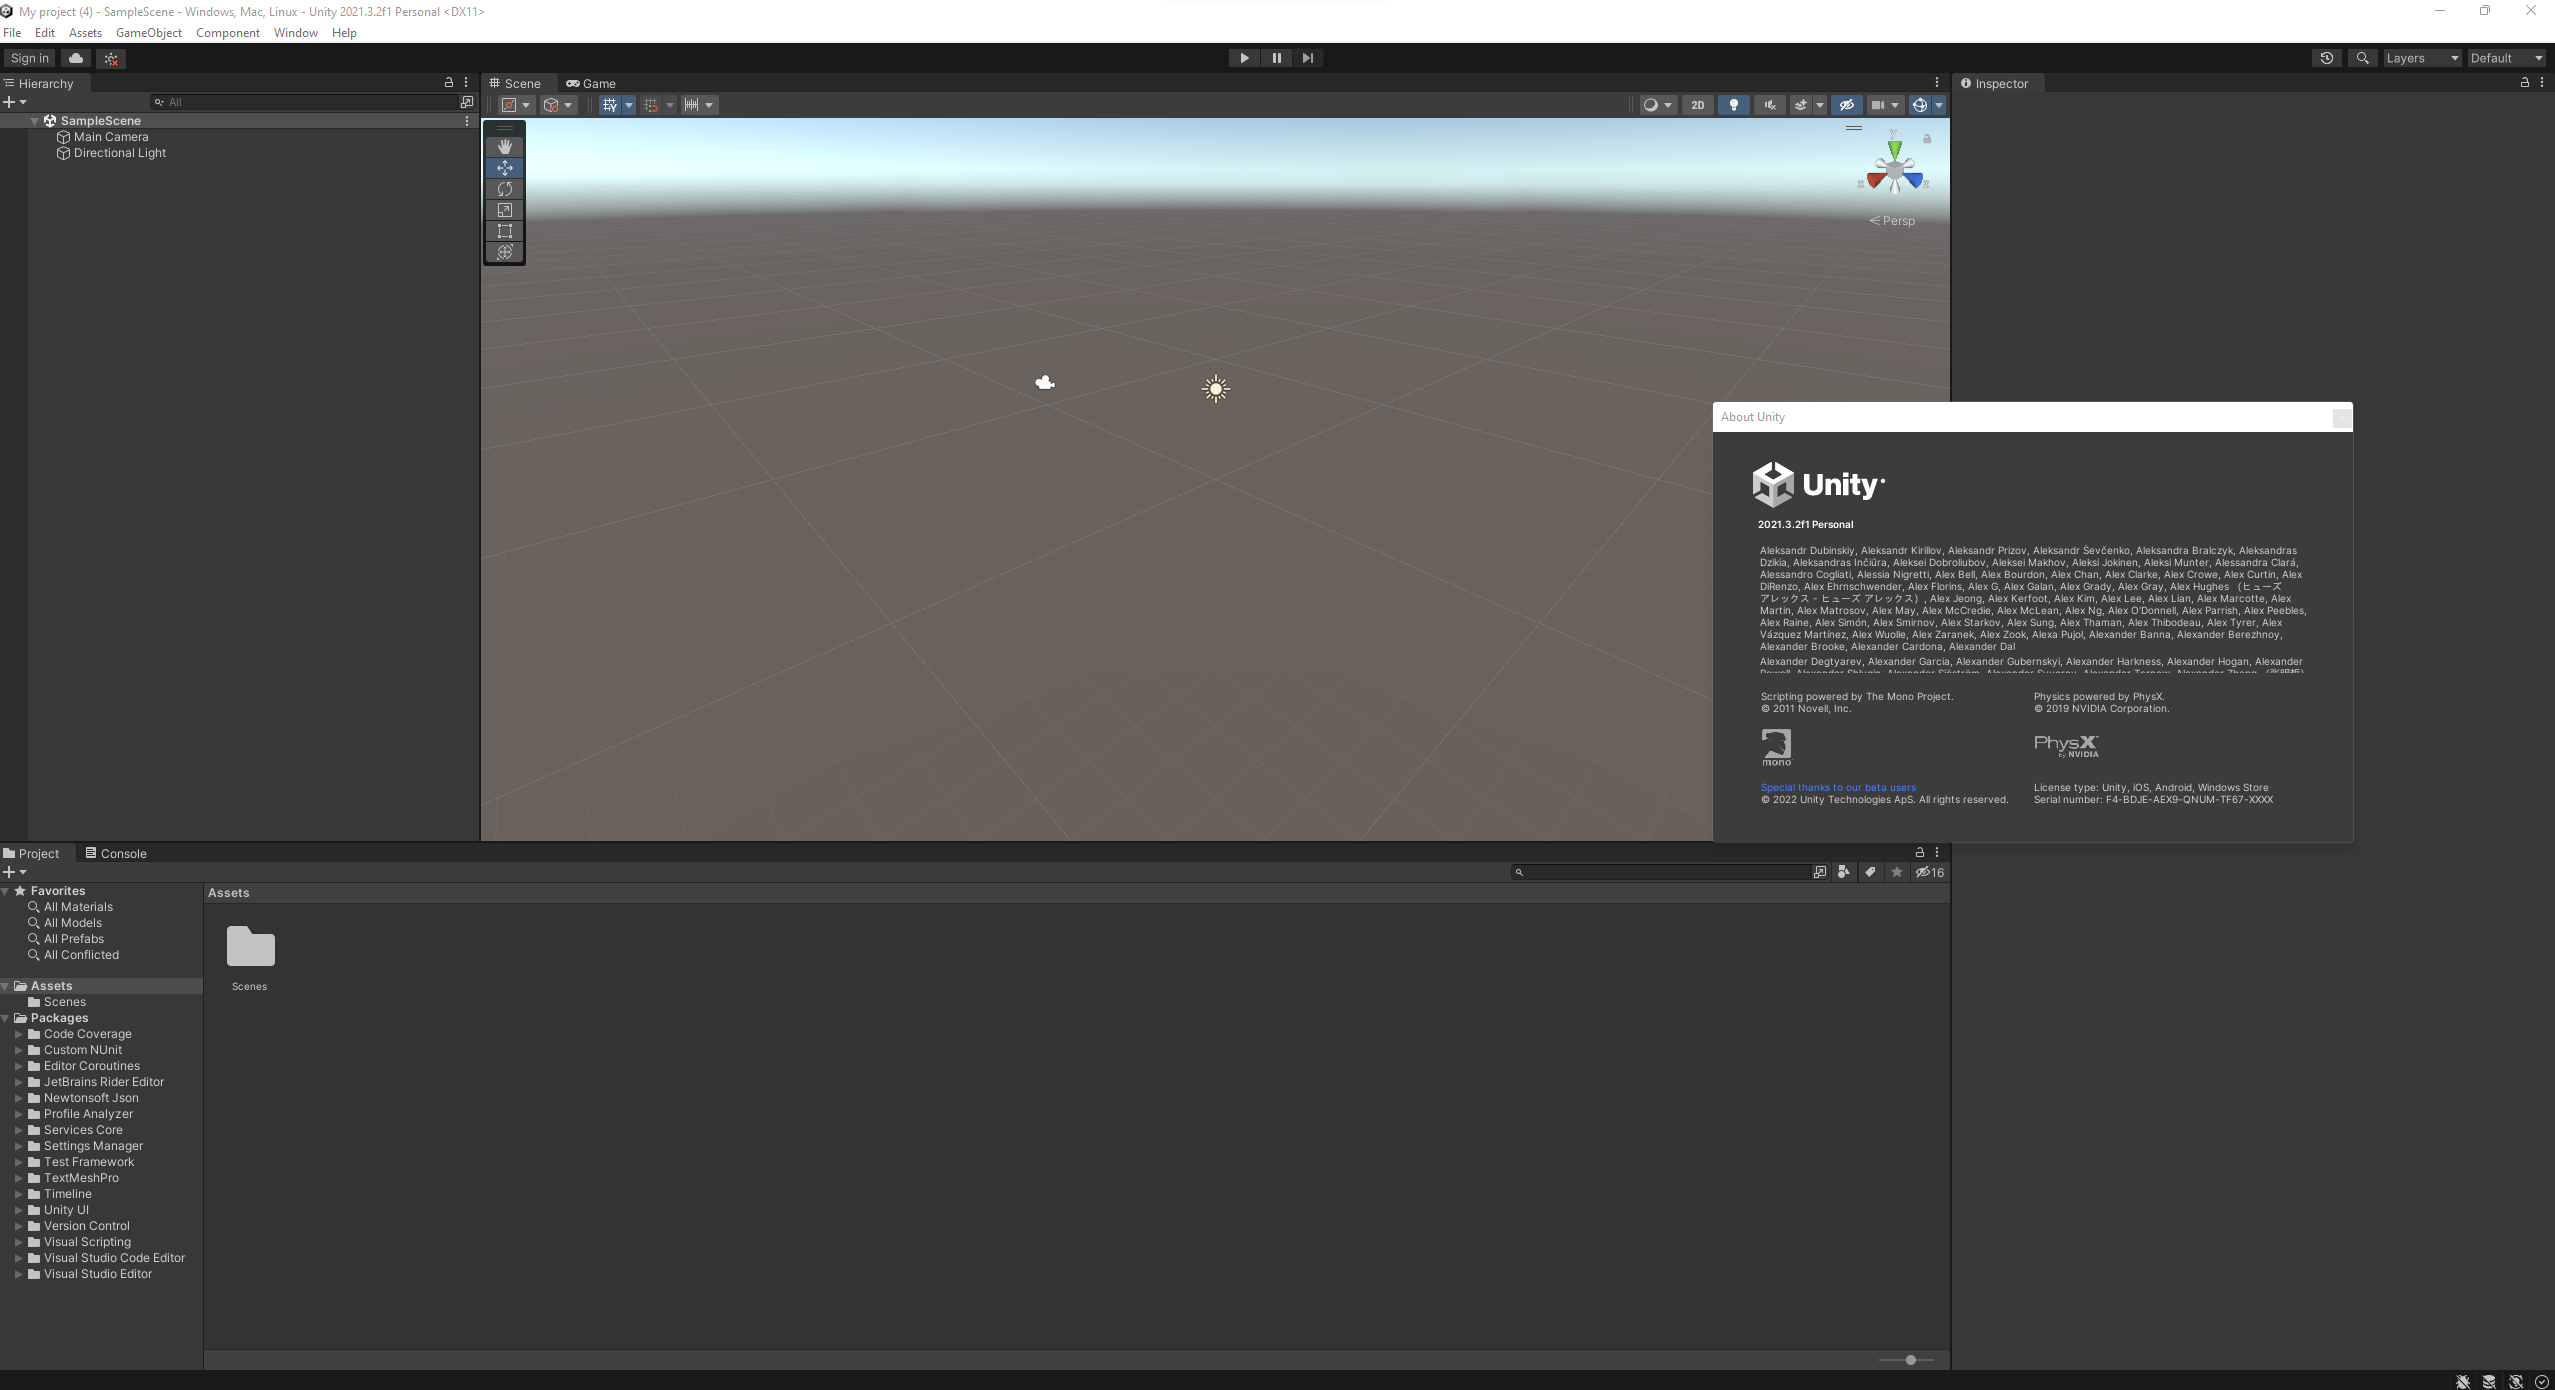 My project (4) - SampleScene - Windows, Mac, Linux - Unity 2021.3.2f1 Personal <DX11>
File Edit Assets GameObject Component Window Help
Sign in
Layers Default
Hierarchy
All
SampleScene
Main Camera
Directional Light
Scene Game
2D
y
x z
Persp
Inspector
About Unity
Unity
2021.3.2f1 Personal
Aleksandr Dubinskiy, Aleksandr Kirillov, Aleksandr Prizov, Aleksandr Ševčenko, Aleksandra Bralczyk, Aleksandras
Dzikia, Aleksandras Inčiūra, Aleksei Dobroliubov, Aleksei Makhov, Aleksi Jokinen, Aleksi Munter, Alessandra Clará,
Alessandro Cogliati, Alessia Nigretti, Alex Bell, Alex Bourdon, Alex Chan, Alex Clarke, Alex Crowe, Alex Curtin, Alex
DiRenzo, Alex Ehrnschwender, Alex Florins, Alex G, Alex Galan, Alex Grady, Alex Gray, Alex Hughes （ヒューズ
アレックス - ヒューズ アレックス）, Alex Jeong, Alex Kerfoot, Alex Kim, Alex Lee, Alex Lian, Alex Marcotte, Alex
Martin, Alex Matrosov, Alex May, Alex McCredie, Alex McLean, Alex Ng, Alex O'Donnell, Alex Parrish, Alex Peebles,
Alex Raine, Alex Simón, Alex Smirnov, Alex Starkov, Alex Sung, Alex Thaman, Alex Thibodeau, Alex Tyrer, Alex
Vázquez Martínez, Alex Wuolle, Alex Zaranek, Alex Zook, Alexa Pujol, Alexander Banna, Alexander Berezhnoy,
Alexander Brooke, Alexander Cardona, Alexander Dal
Alexander Degtyarev, Alexander Garcia, Alexander Gubernskyi, Alexander Harkness, Alexander Hogan, Alexander
Scripting powered by The Mono Project.
© 2011 Novell, Inc.
Physics powered by PhysX.
© 2019 NVIDIA Corporation.
mono
PhysX
by NVIDIA
Special thanks to our beta users
© 2022 Unity Technologies ApS. All rights reserved.
License type: Unity, iOS, Android, Windows Store
Serial number: F4-BDJE-AEX9-QNUM-TF67-XXXX
Project Console
16
Favorites
All Materials
All Models
All Prefabs
All Conflicted
Assets
Scenes
Packages
Code Coverage
Custom NUnit
Editor Coroutines
JetBrains Rider Editor
Newtonsoft Json
Profile Analyzer
Services Core
Settings Manager
Test Framework
TextMeshPro
Timeline
Unity UI
Version Control
Visual Scripting
Visual Studio Code Editor
Visual Studio Editor
Assets
Scenes